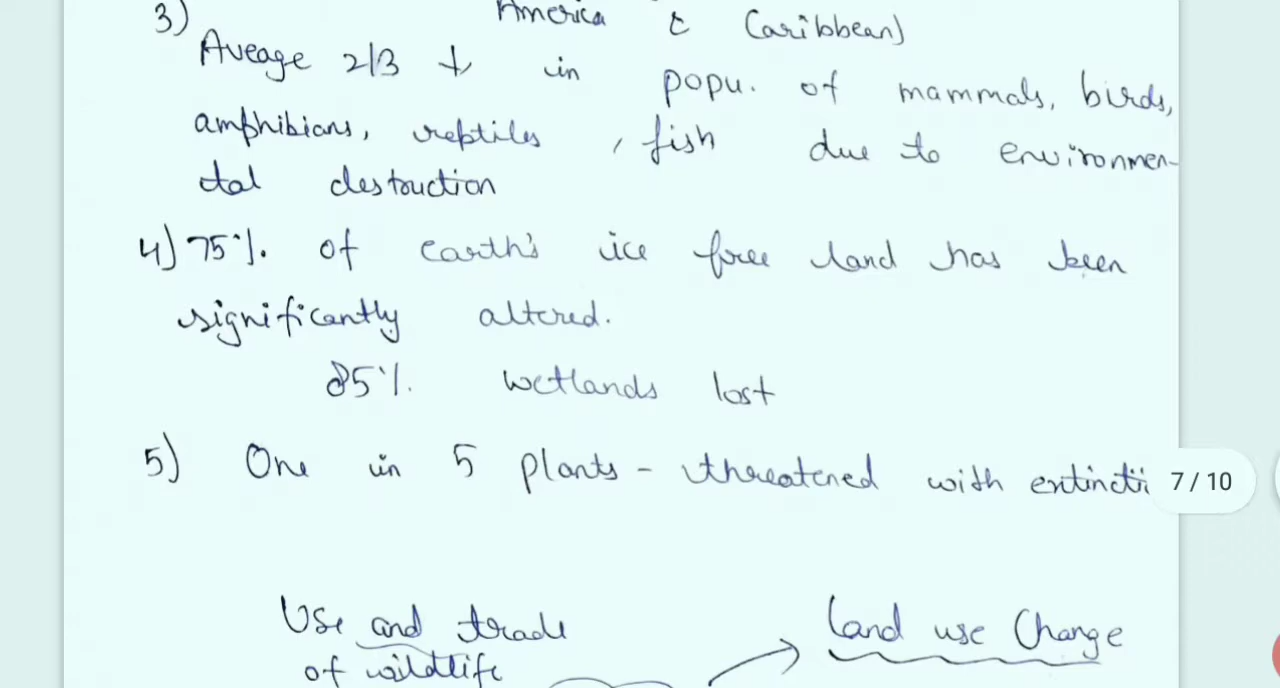 America & Caribbean)
3)
Aveage 2/3 ↓ in popu. of mammals, birds,
amphibians, reptiles, fish due to environmen-
tal destruction
4) 75%. of earth's ice free land has been
significantly altered.
85%. wetlands lost
5) One in 5 plants - threatened with extincti
7 / 10
Use and trade
of wildlife
Land use Change